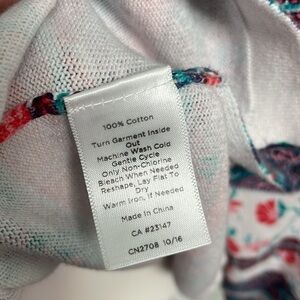 100% Cotton
Turn Garment Inside
Out
Machine Wash Cold
Gentle Cycle
Only Non-Chlorine
Bleach When Needed
Reshape, Lay Flat To
Dry
Warm Iron, If Needed
Made in China
CA #23147
CN2708 10/16